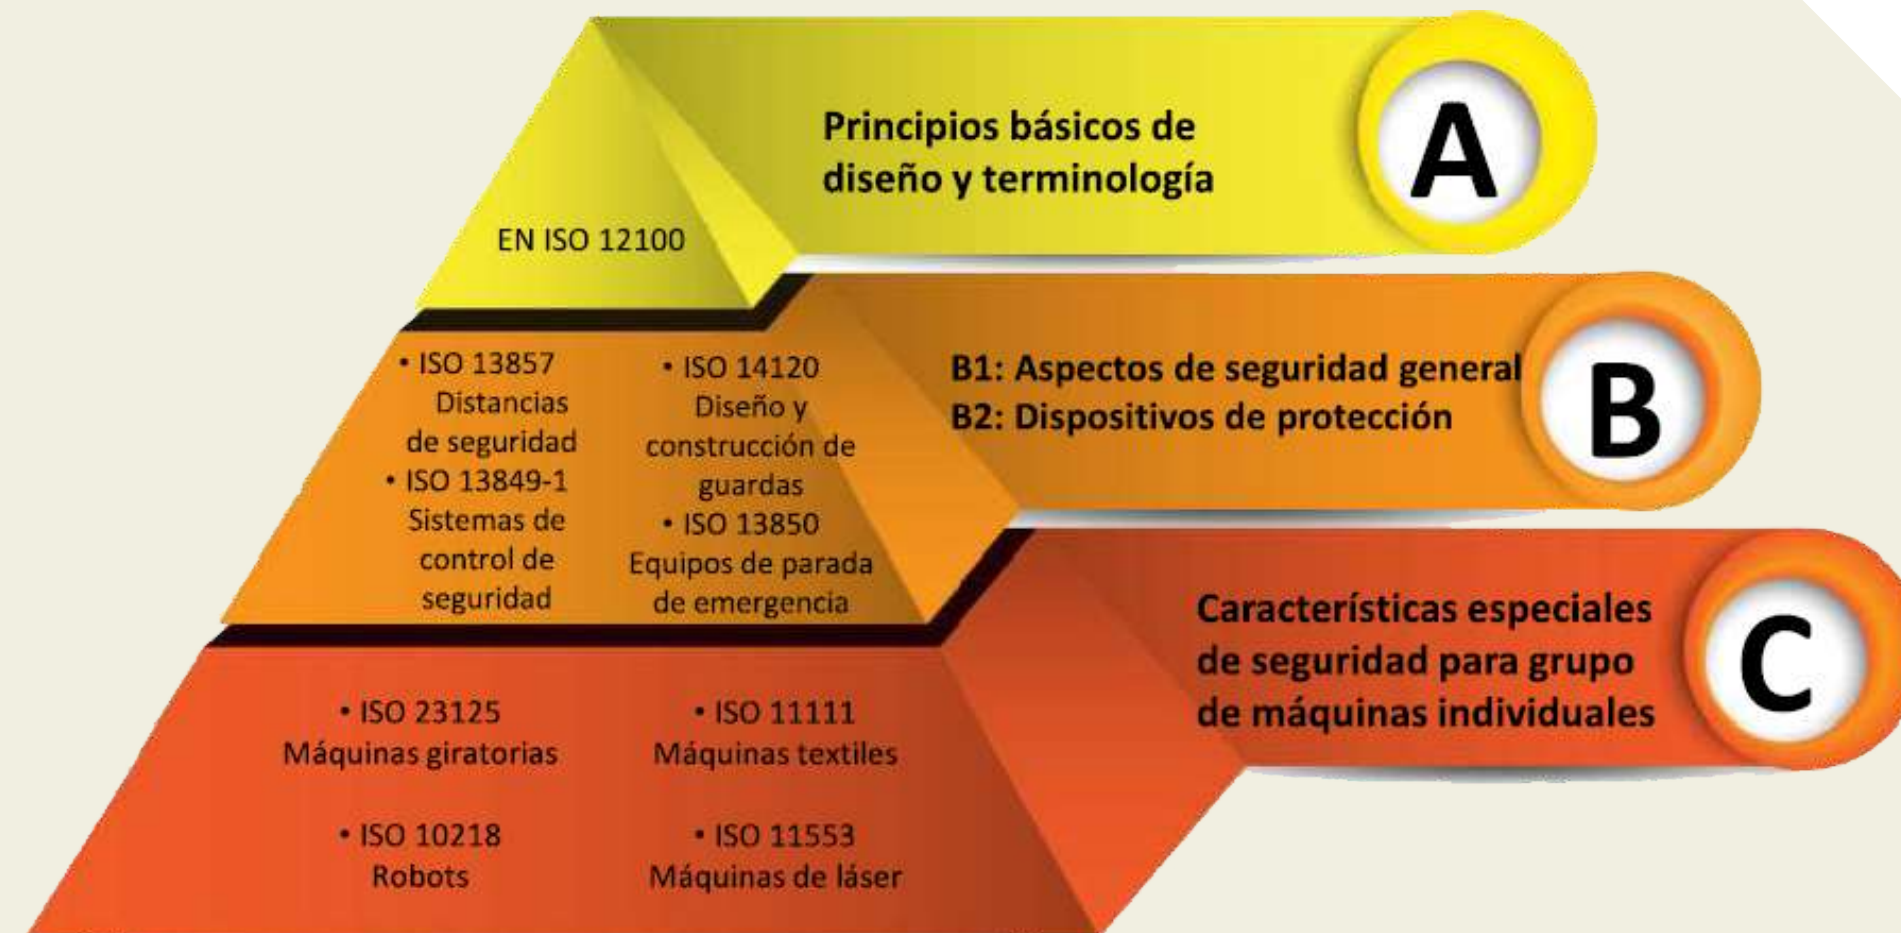 Principios básicos de
diseño y terminología
A
EN ISO 12100
• ISO 13857
Distancias
de seguridad
• ISO 13849-1
Sistemas de
control de
seguridad
• ISO 14120
Diseño y
construcción de
guardas
• ISO 13850
Equipos de parada
de emergencia
B1: Aspectos de seguridad general
B2: Dispositivos de protección
B
• ISO 23125
Máquinas giratorias
• ISO 10218
Robots
• ISO 11111
Máquinas textiles
• ISO 11553
Máquinas de láser
Características especiales
de seguridad para grupo
de máquinas individuales
C